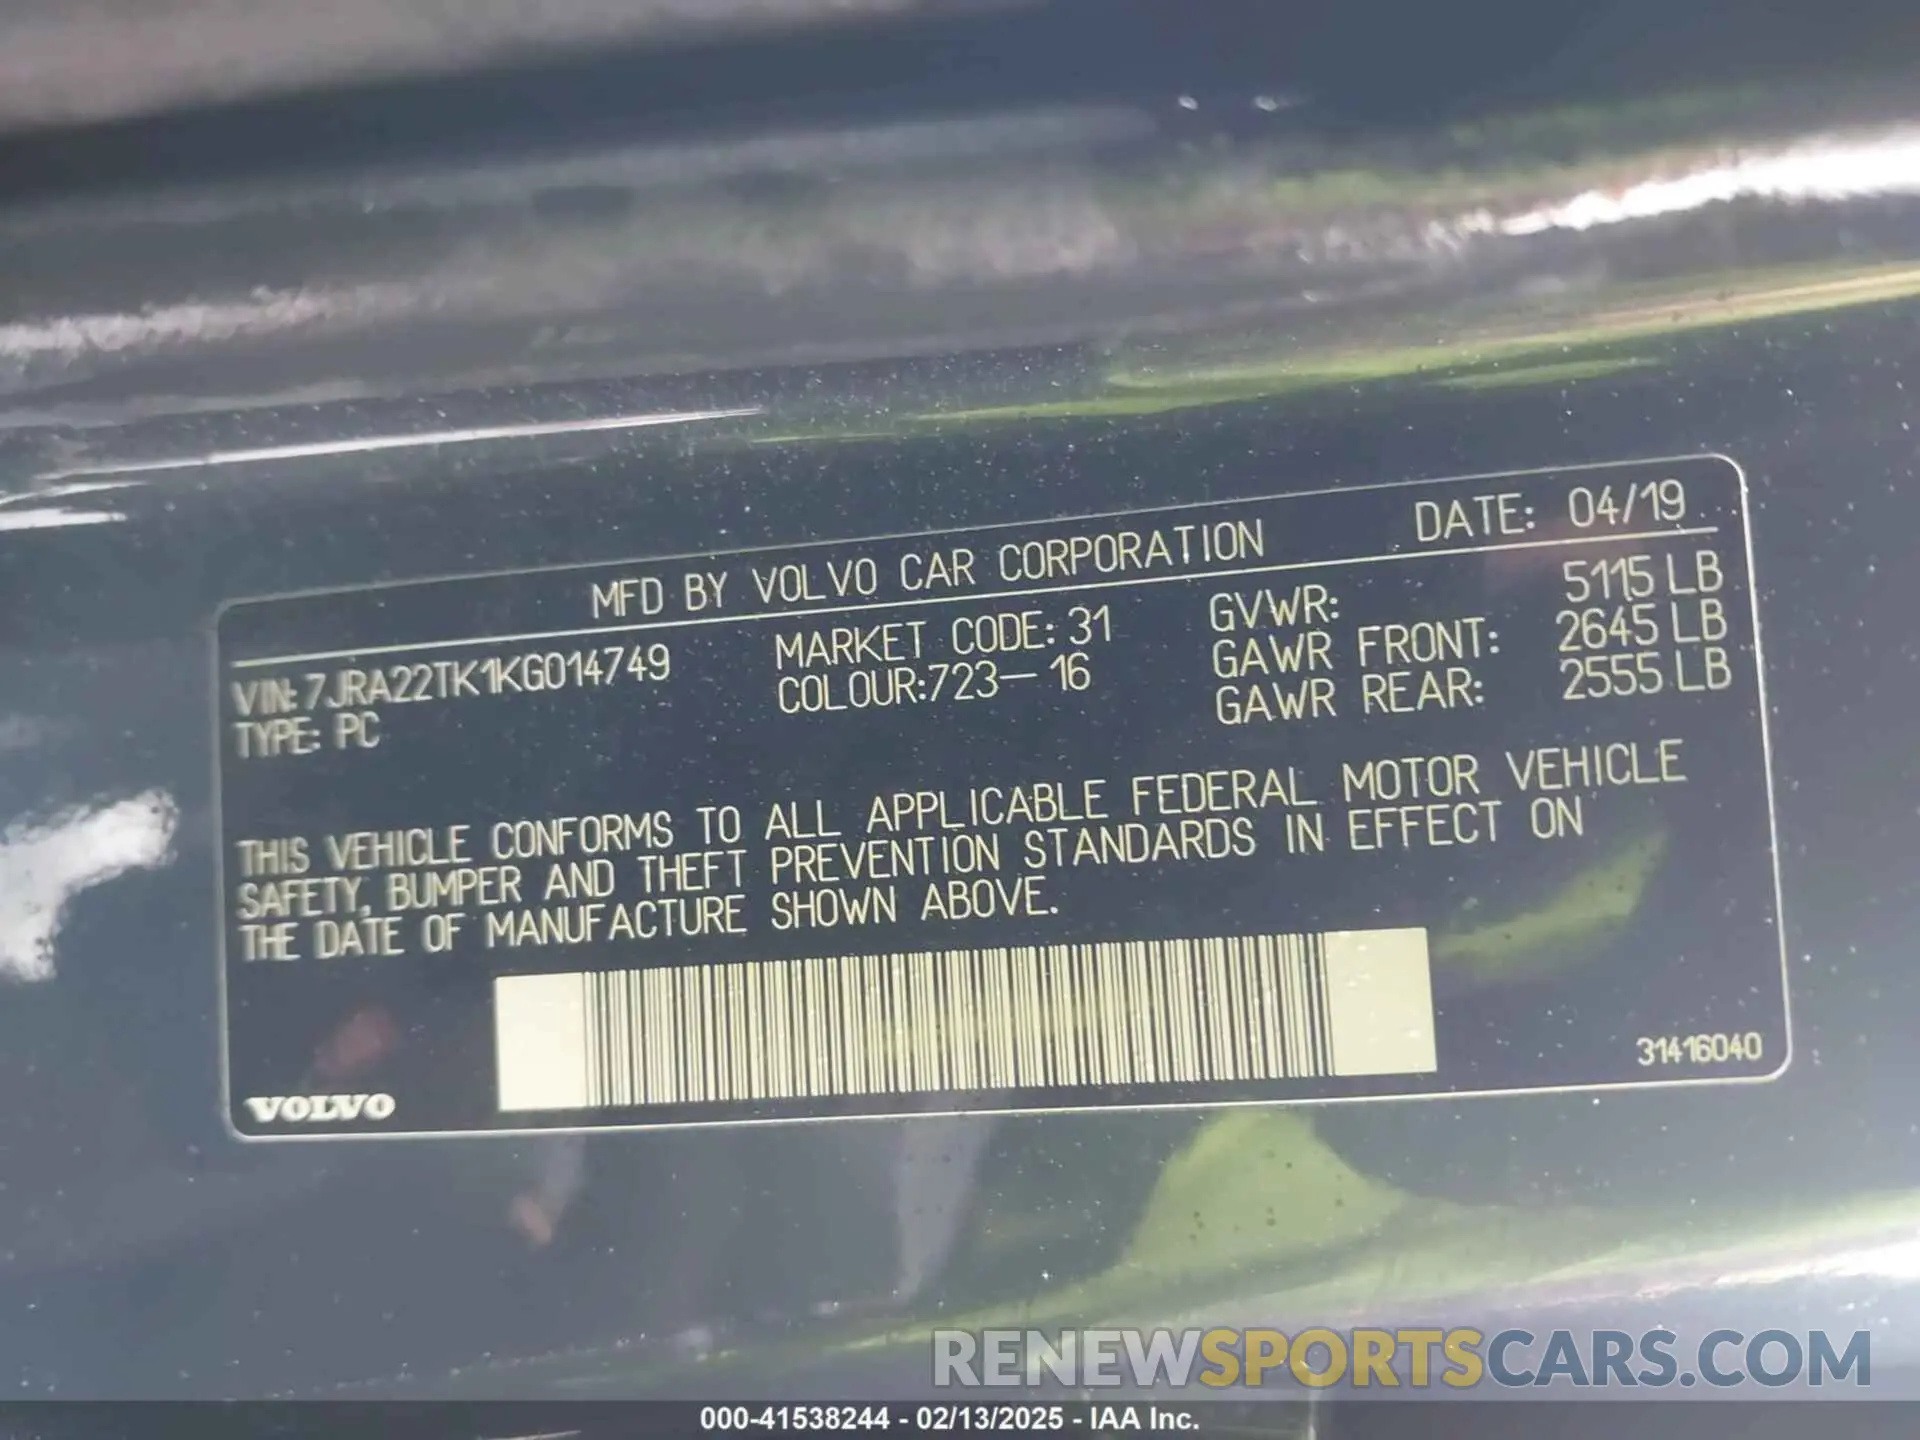 MFD BY VOLVO CAR CORPORATION DATE: 04/19
VIN: 7JRA22TK1KG014749 MARKET CODE: 31 GVWR: 5115 LB
TYPE: PC COLOUR:723-16 GAWR FRONT: 2645 LB
GAWR REAR: 2555 LB
THIS VEHICLE CONFORMS TO ALL APPLICABLE FEDERAL MOTOR VEHICLE
SAFETY, BUMPER AND THEFT PREVENTION STANDARDS IN EFFECT ON
THE DATE OF MANUFACTURE SHOWN ABOVE.
31416040
VOLVO
RENEWSPORTSCARS.COM
000-41538244 - 02/13/2025 - IAA Inc.